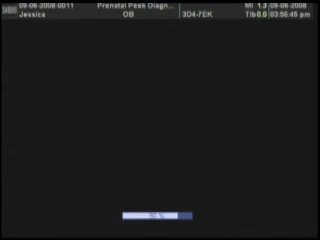 09-06-2008-0011 Prenatal Peek Diagn... MI 1.3 09-06-2008
Jessica OB 3D4-7EK TIb 0.0 03:56:45 pm